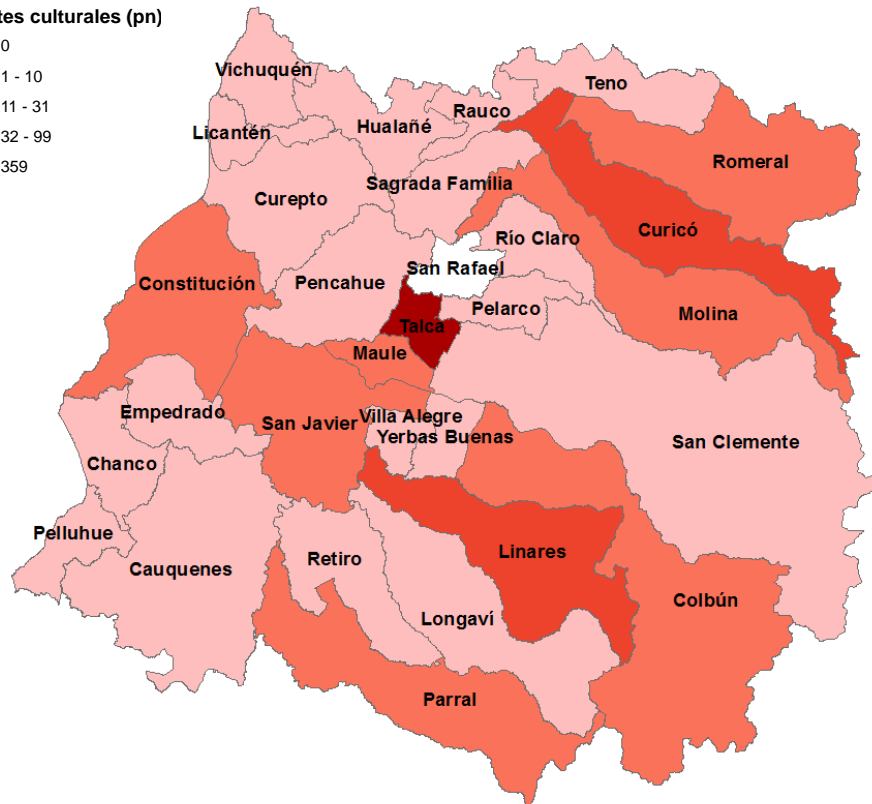 tes culturales (pn)
0
1 - 10
11 - 31
32 - 99
359
Vichuquén
Teno
Rauco
Licantén
Hualañé
Romeral
Sagrada Familia
Curepto
Curicó
Río Claro
San Rafael
Constitución
Pencahue
Pelarco
Molina
Talca
Maule
Empedrado
Villa Alegre
San Javier
Yerbas Buenas
San Clemente
Chanco
Pelluhue
Linares
Retiro
Cauquenes
Colbún
Longaví
Parral